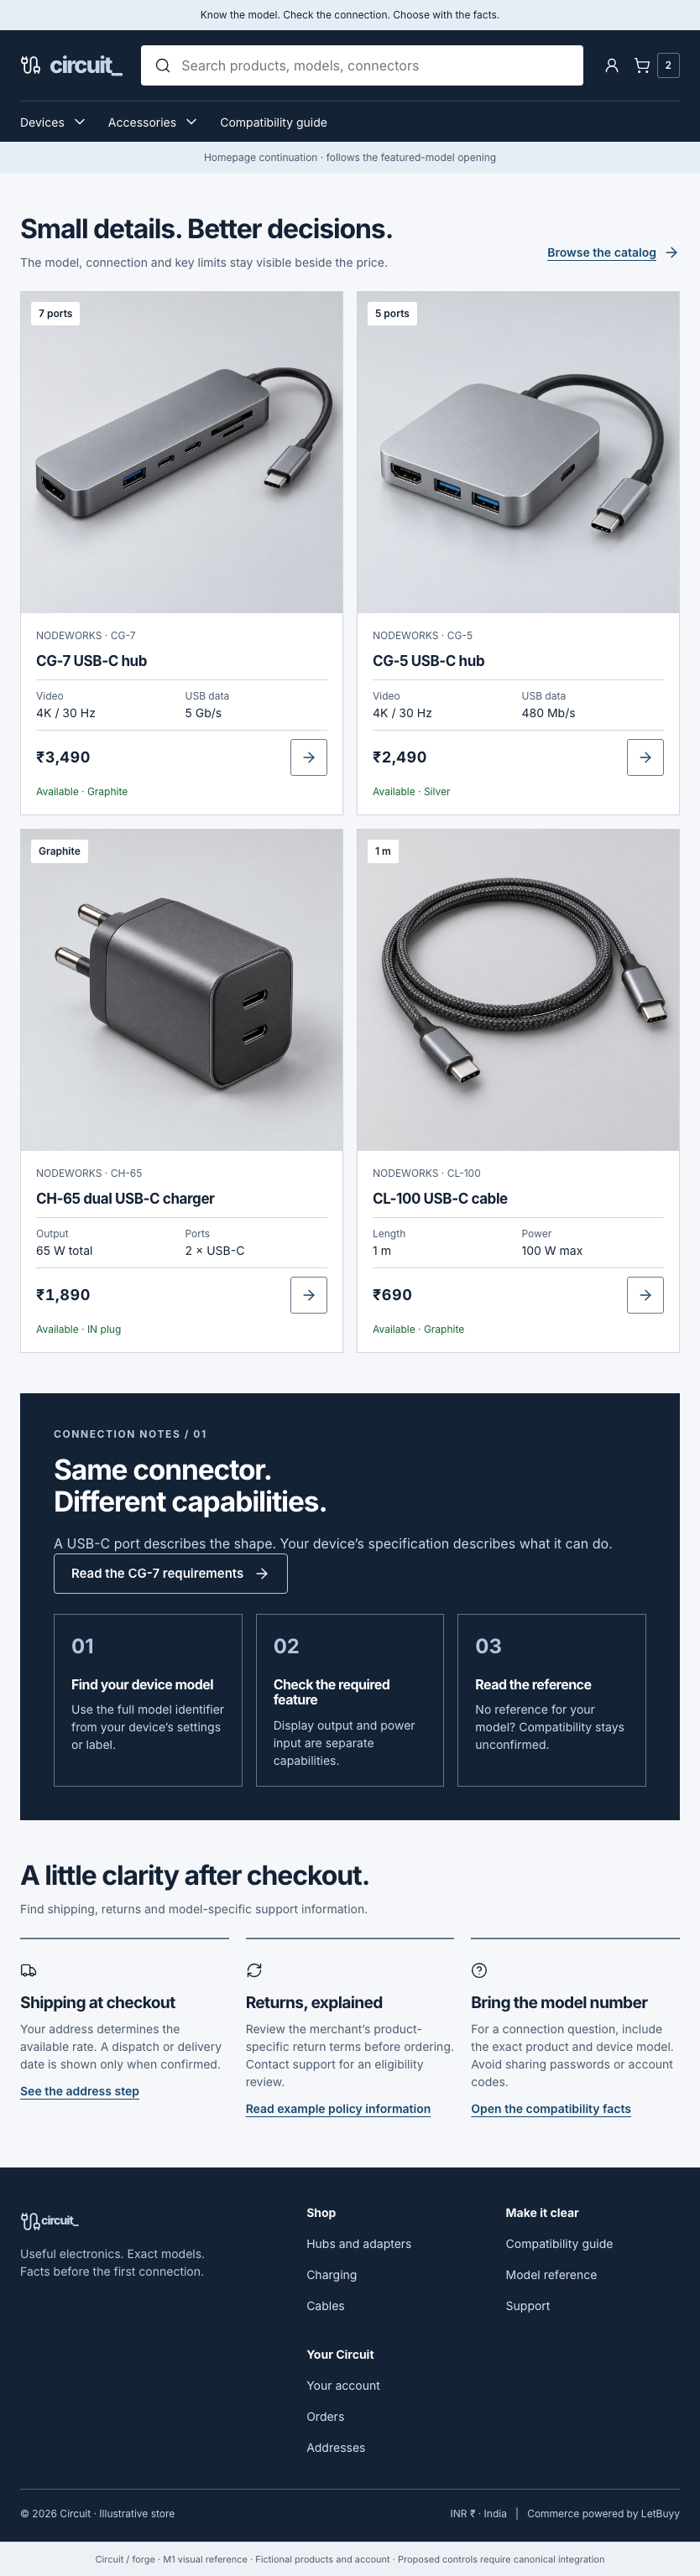 Know the model. Check the connection. Choose with the facts.
circuit_
Search products, models, connectors
2
Devices
Accessories
Compatibility guide
Homepage continuation · follows the featured-model opening
Small details. Better decisions.
The model, connection and key limits stay visible beside the price.
Browse the catalog
7 ports
5 ports
NODEWORKS · CG-7
CG-7 USB-C hub
Video
USB data
4K / 30 Hz
5 Gb/s
₹3,490
Available · Graphite
NODEWORKS · CG-5
CG-5 USB-C hub
Video
USB data
4K / 30 Hz
480 Mb/s
₹2,490
Available · Silver
Graphite
1 m
NODEWORKS · CH-65
CH-65 dual USB-C charger
Output
Ports
65 W total
2 × USB-C
₹1,890
Available · IN plug
NODEWORKS · CL-100
CL-100 USB-C cable
Length
Power
1 m
100 W max
₹690
Available · Graphite
CONNECTION NOTES / 01
Same connector.
Different capabilities.
A USB-C port describes the shape. Your device’s specification describes what it can do.
Read the CG-7 requirements
01
Find your device model
Use the full model identifier
from your device’s settings
or label.
02
Check the required
feature
Display output and power
input are separate
capabilities.
03
Read the reference
No reference for your
model? Compatibility stays
unconfirmed.
A little clarity after checkout.
Find shipping, returns and model-specific support information.
Shipping at checkout
Your address determines the
available rate. A dispatch or delivery
date is shown only when confirmed.
See the address step
Returns, explained
Review the merchant’s product-
specific return terms before ordering.
Contact support for an eligibility
review.
Read example policy information
Bring the model number
For a connection question, include
the exact product and device model.
Avoid sharing passwords or account
codes.
Open the compatibility facts
circuit_
Useful electronics. Exact models.
Facts before the first connection.
Shop
Hubs and adapters
Charging
Cables
Make it clear
Compatibility guide
Model reference
Support
Your Circuit
Your account
Orders
Addresses
© 2026 Circuit · Illustrative store
INR ₹ · India | Commerce powered by LetBuyy
Circuit / forge · M1 visual reference · Fictional products and account · Proposed controls require canonical integration